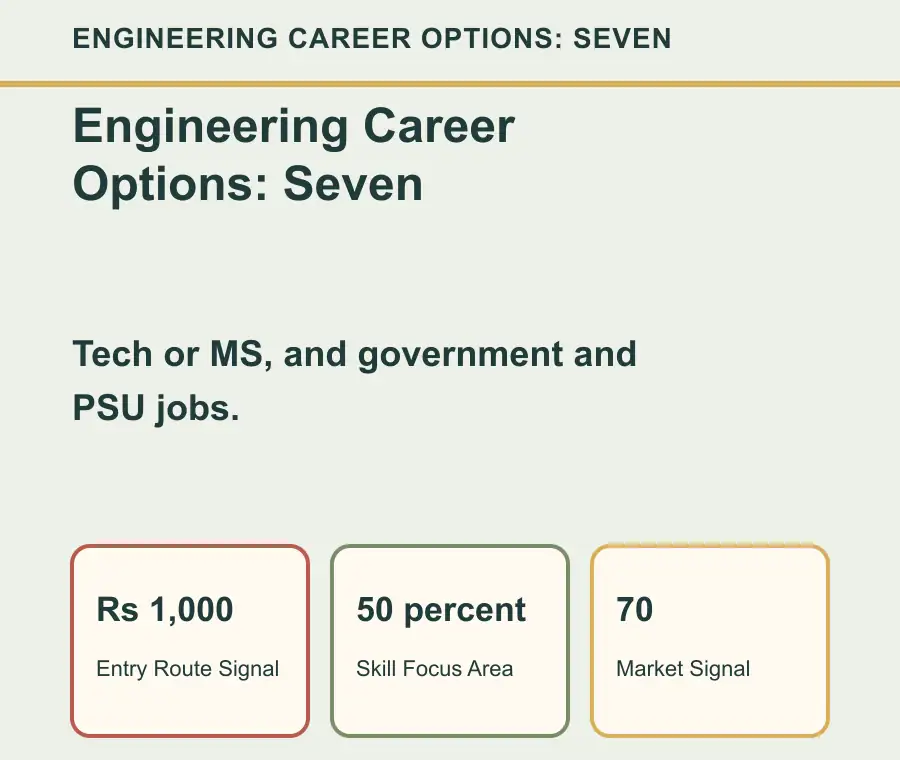 ENGINEERING CAREER OPTIONS: SEVEN
Engineering Career
Options: Seven
Tech or MS, and government and
PSU jobs.
Rs 1,000
Entry Route Signal
50 percent
Skill Focus Area
70
Market Signal